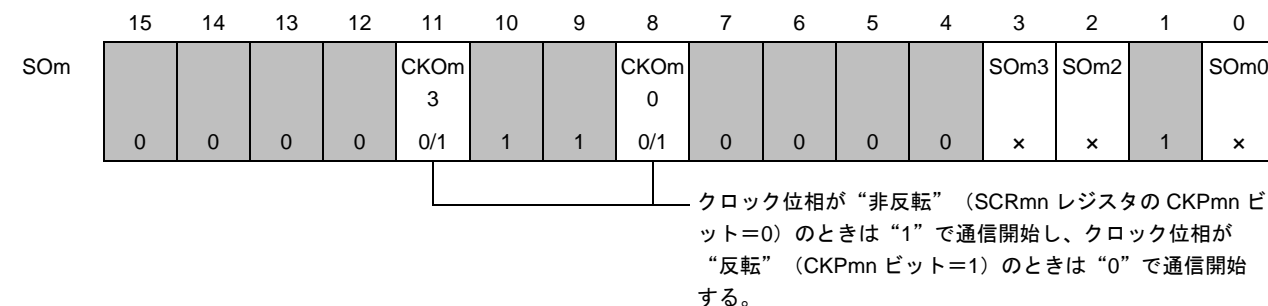 15 14 13 12 11 10 9 8 7 6 5 4 3 2 1 0
SOm CKOm CKOm SOm3 SOm2 SOm0
3 0
0 0 0 0 0/1 1 1 0/1 0 0 0 0 × × 1 ×
クロック位相が“非反転”（SCRmn レジスタの CKPmn ビ
ット＝0）のときは“1”で通信開始し、クロック位相が
“反転”（CKPmn ビット＝1）のときは“0”で通信開始
する。